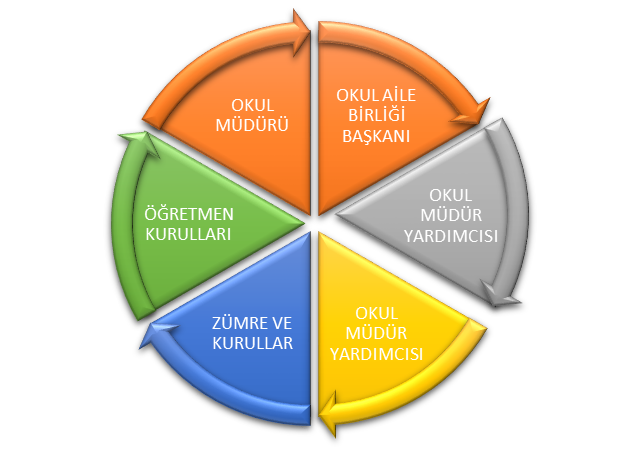 OKUL
MÜDÜRÜ
OKUL AİLE
BİRLİĞİ
BAŞKANI
OKUL
MÜDÜR
YARDIMCISI
OKUL
MÜDÜR
YARDIMCISI
ZÜMRE VE
KURULLAR
ÖĞRETMEN
KURULLARI